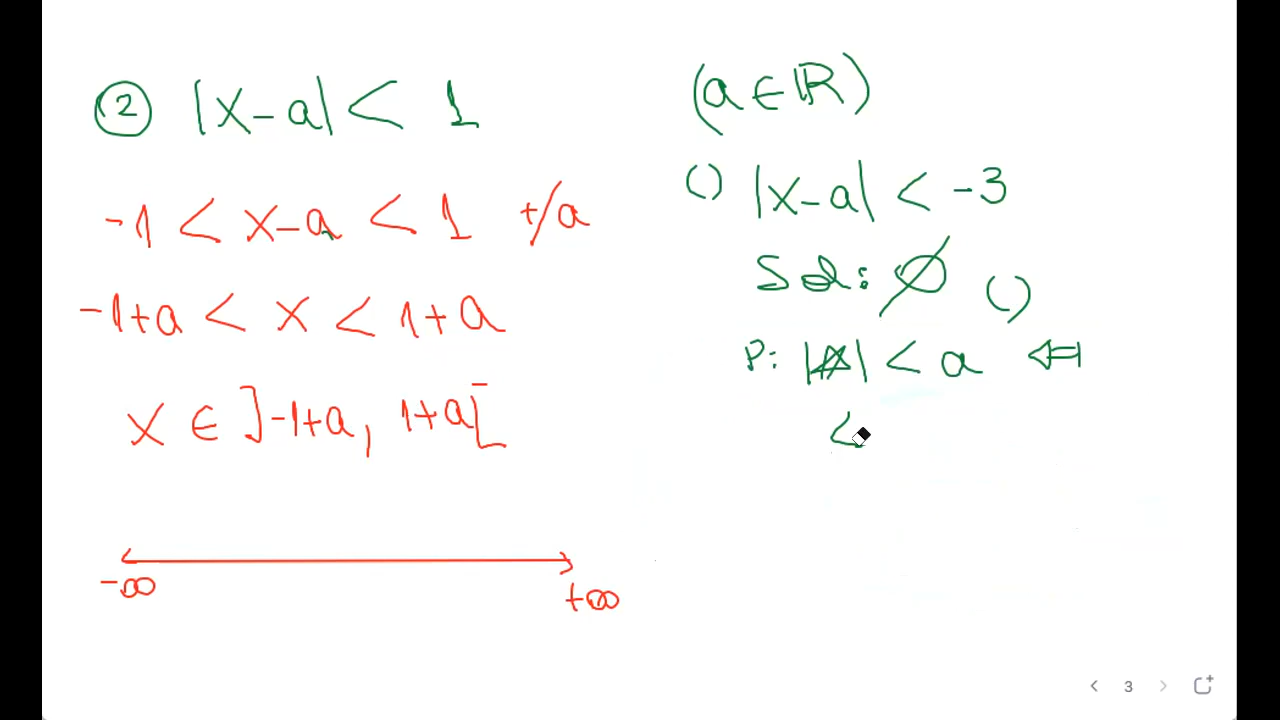 ② |x-a| < 1
-1 < x-a < 1 +/a
-1+a < x < 1+a
x ∈ ]-1+a, 1+a[
-∞ +∞
(a ∈ ℝ)
() |x-a| < -3
Sol: ∅ ()
P: | | < a ⇐
<
3